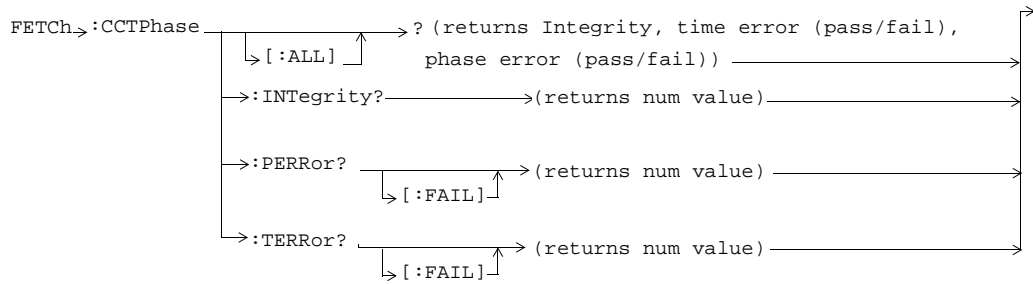 FETCh :CCTPhase ? (returns Integrity, time error (pass/fail),
[:ALL] phase error (pass/fail))
:INTegrity? (returns num value)
:PERRor? (returns num value)
[:FAIL]
:TERRor? (returns num value)
[:FAIL]